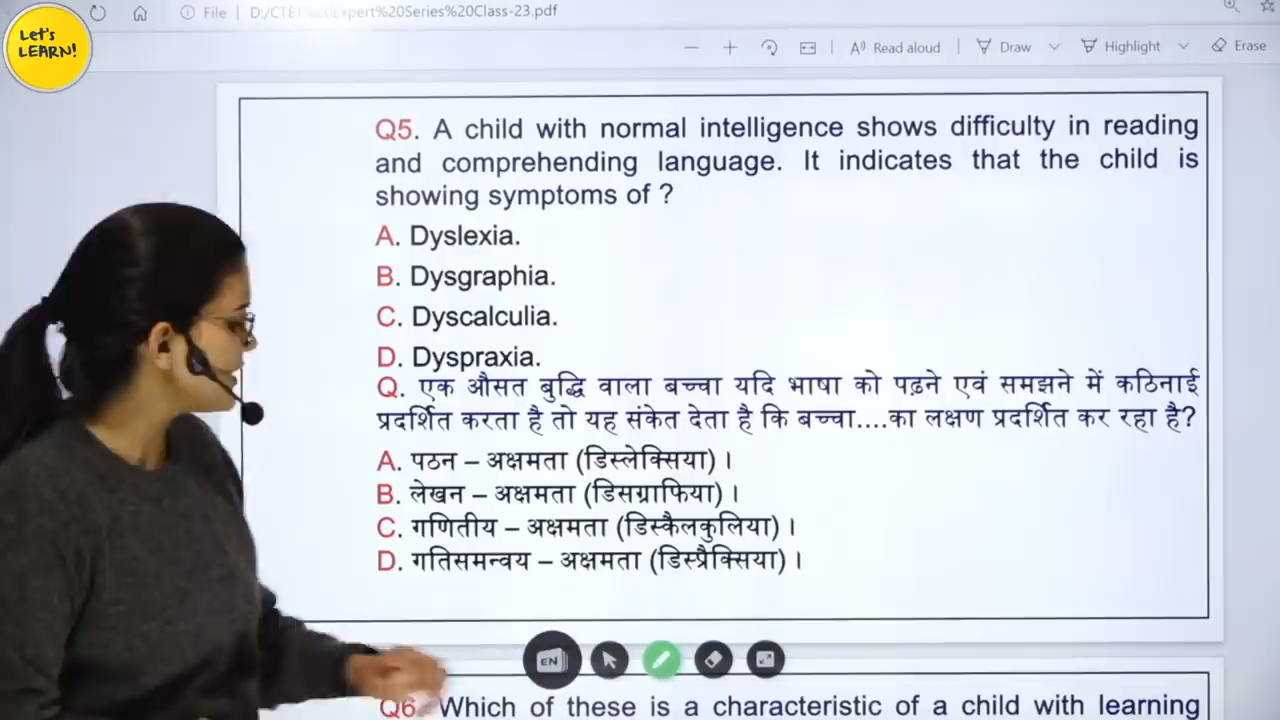 Let's
LEARN!
File | D:/CTE
xpert%20Series%20Class-23.pdf
Read aloud
Draw
Highlight
Erase
Q5. A child with normal intelligence shows difficulty in reading
and comprehending language. It indicates that the child is
showing symptoms of ?
A. Dyslexia.
B. Dysgraphia.
C. Dyscalculia.
D. Dyspraxia.
Q. एक औसत बुद्धि वाला बच्चा यदि भाषा को पढ़ने एवं समझने में कठिनाई
प्रदर्शित करता है तो यह संकेत देता है कि बच्चा....का लक्षण प्रदर्शित कर रहा है?
A. पठन – अक्षमता (डिस्लेक्सिया) ।
B. लेखन – अक्षमता (डिसग्राफिया) ।
C. गणितीय – अक्षमता (डिस्कैलकुलिया) ।
D. गतिसमन्वय – अक्षमता (डिस्प्रैक्सिया) ।
EN
Q6. Which of these is a characteristic of a child with learning